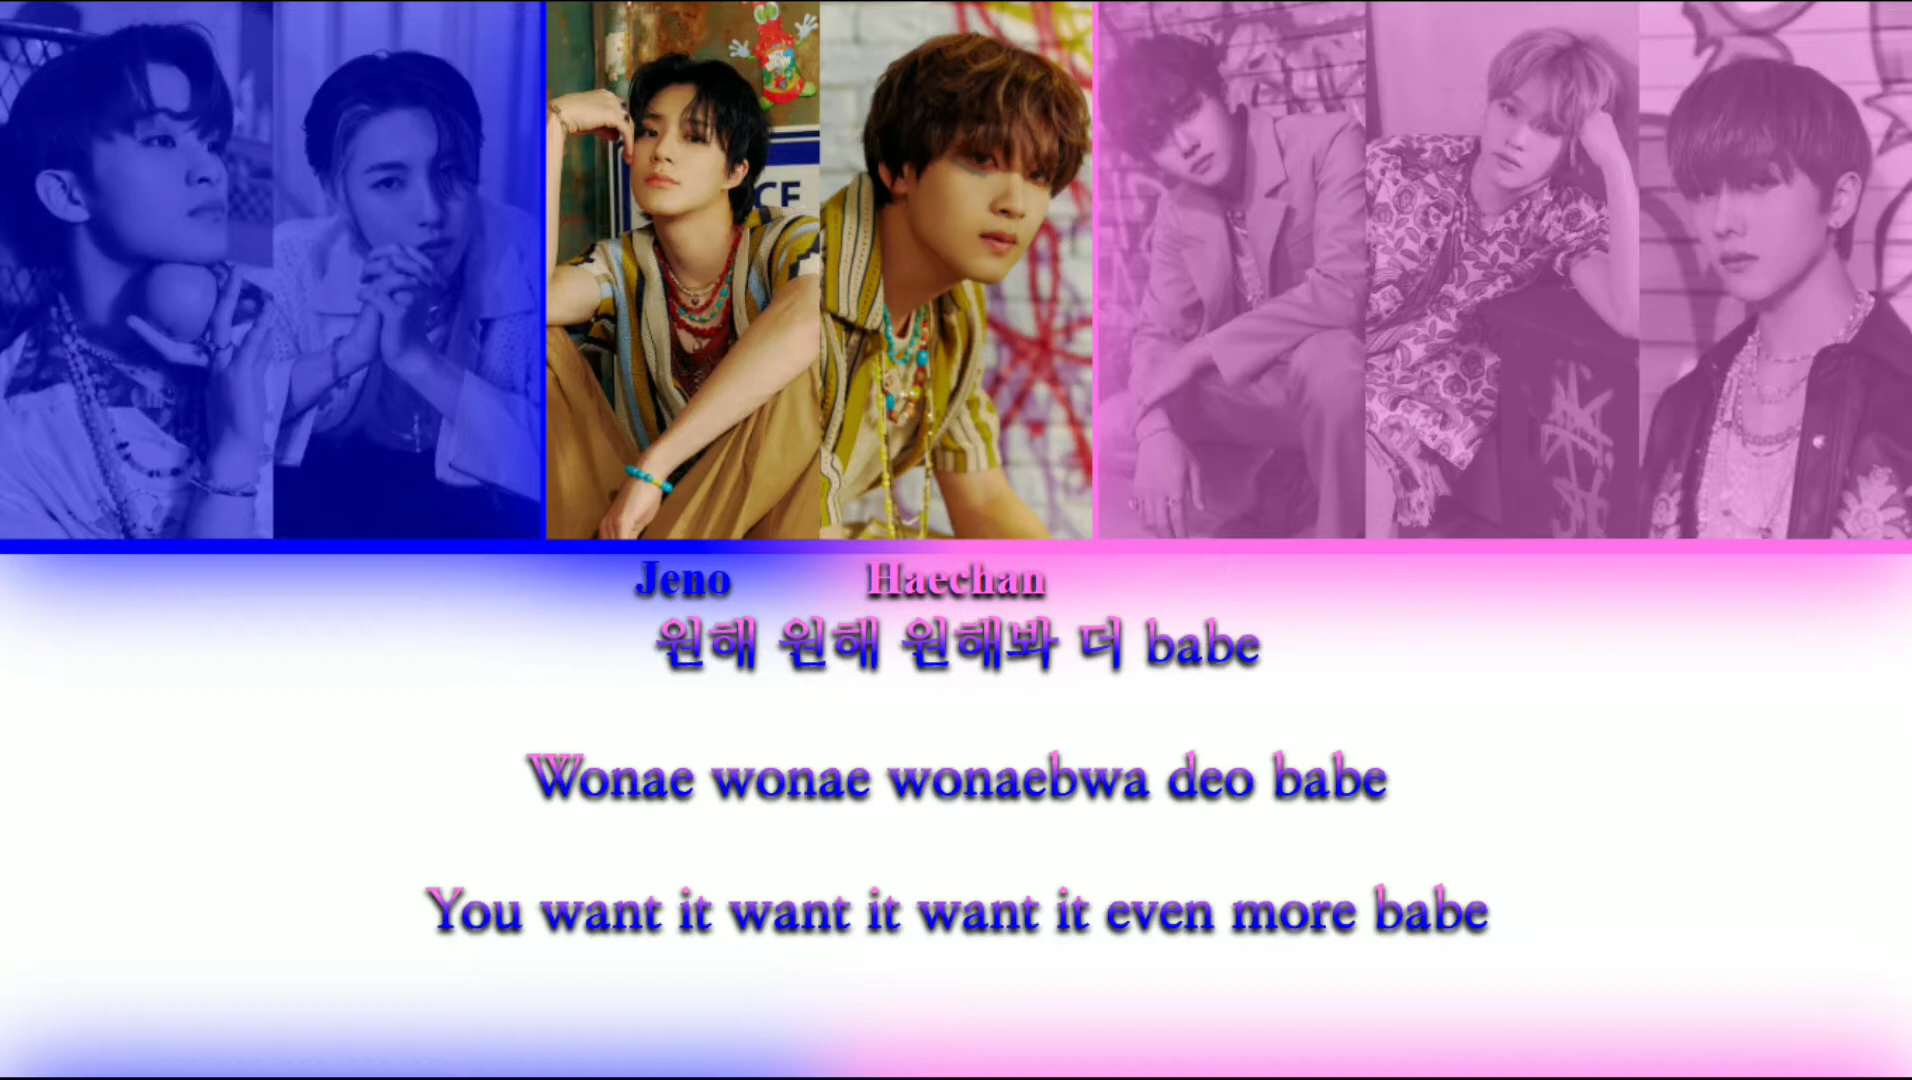 CE
Jeno Haechan
원해 원해 원해봐 더 babe
Wonae wonae wonaebwa deo babe
You want it want it want it even more babe